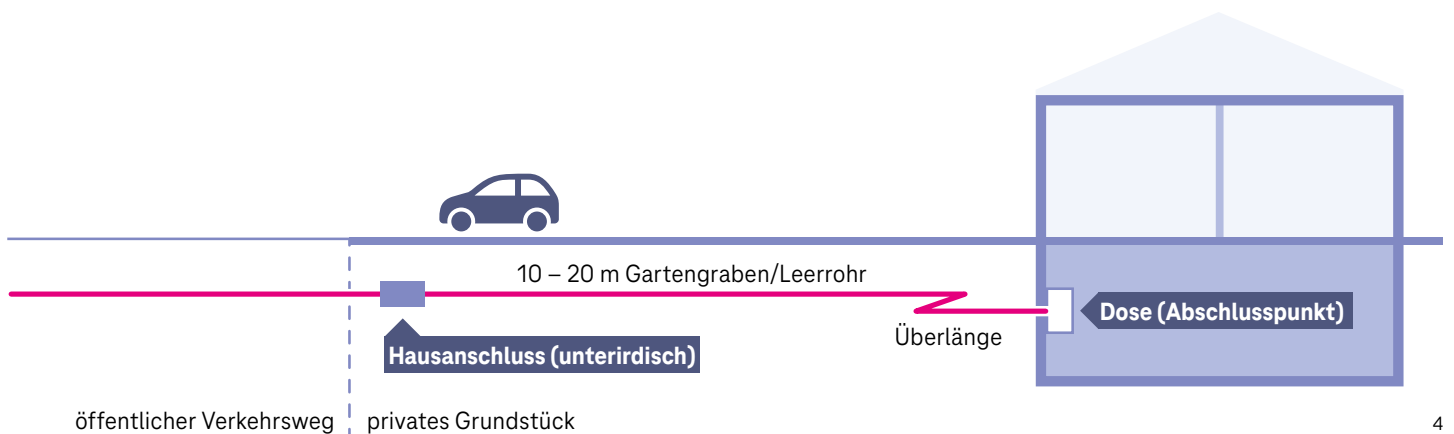 10 – 20 m Gartengraben/Leerrohr
Dose (Abschlusspunkt)
Überlänge
Hausanschluss (unterirdisch)
öffentlicher Verkehrsweg
privates Grundstück
4